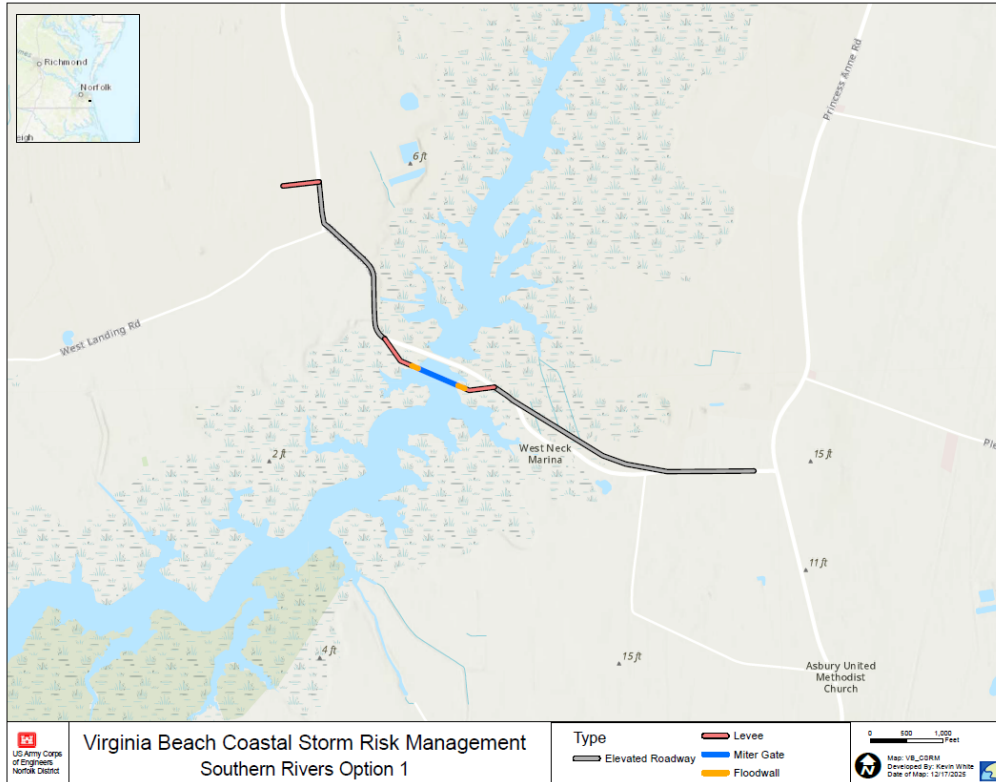 Richmond
Norfolk
eigh
Princess Anne Rd
6 ft
West Landing Rd
West Neck
Marina
2 ft
15 ft
Ple
11 ft
4 ft
15 ft
Asbury United
Methodist
Church
US Army Corps
of Engineers
Norfolk District
Virginia Beach Coastal Storm Risk Management
Southern Rivers Option 1
Type
Elevated Roadway
Levee
Miter Gate
Floodwall
0 500 1,000
Feet
N
Map: VB_CSRM
Developed By: Kevin White
Date of Map: 12/17/2025